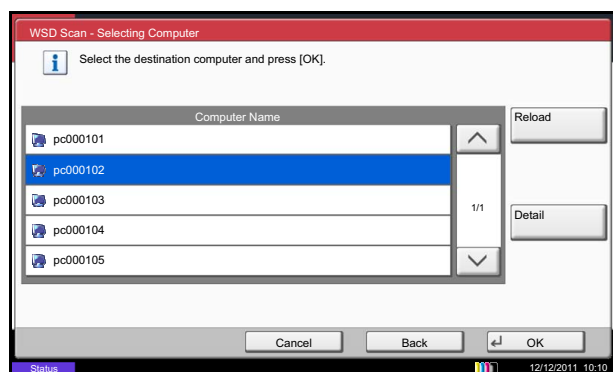 WSD Scan - Selecting Computer
Select the destination computer and press [OK].
Computer Name
Reload
pc000101
pc000102
pc000103
1/1
Detail
pc000104
pc000105
Cancel
Back
OK
Status
12/12/2011 10:10